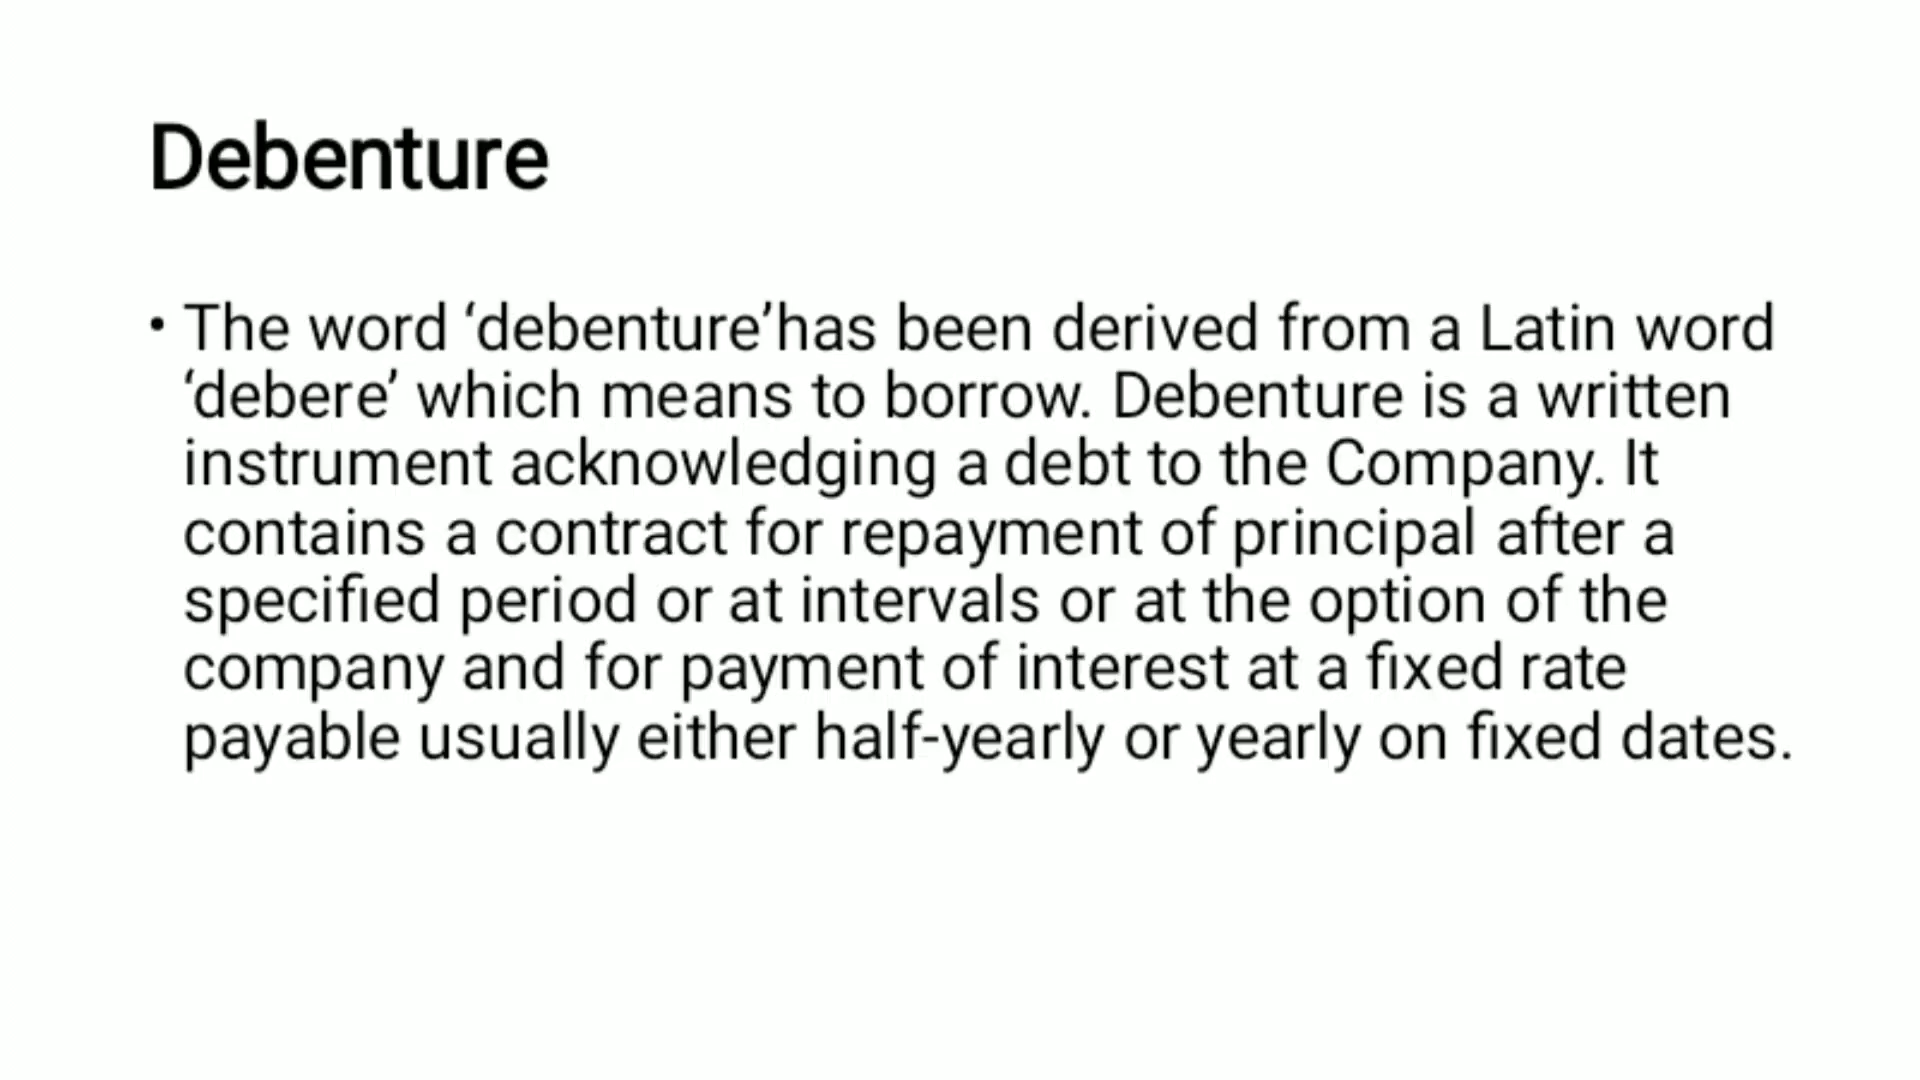 Debenture
• The word ‘debenture’has been derived from a Latin word
‘debere’ which means to borrow. Debenture is a written
instrument acknowledging a debt to the Company. It
contains a contract for repayment of principal after a
specified period or at intervals or at the option of the
company and for payment of interest at a fixed rate
payable usually either half-yearly or yearly on fixed dates.